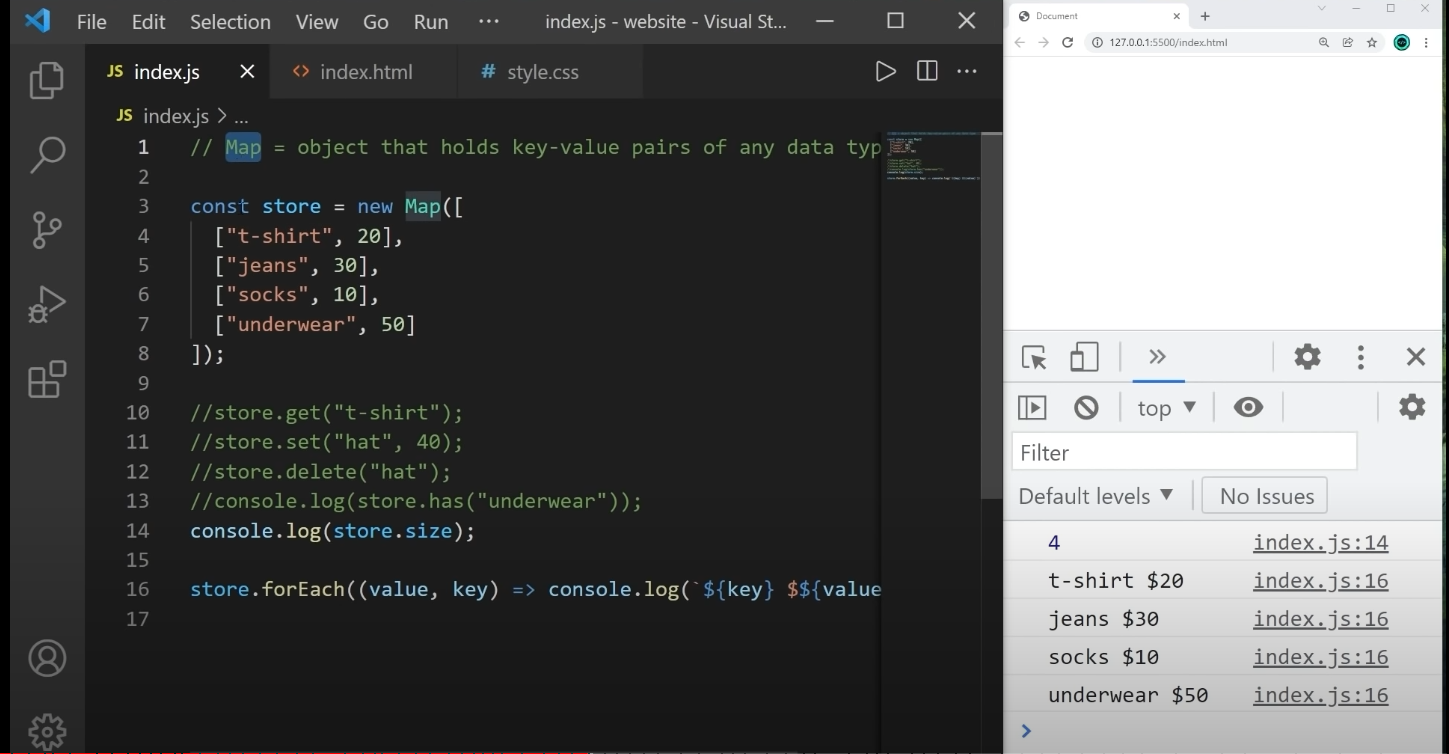 File Edit Selection View Go Run ··· index.js - website - Visual St...
JS index.js index.html # style.css ···
JS index.js > ...
1 // Map = object that holds key-value pairs of any data typ
2
3 const store = new Map([
4 ["t-shirt", 20],
5 ["jeans", 30],
6 ["socks", 10],
7 ["underwear", 50]
8 ]);
9
10 //store.get("t-shirt");
11 //store.set("hat", 40);
12 //store.delete("hat");
13 //console.log(store.has("underwear"));
14 console.log(store.size);
15
16 store.forEach((value, key) => console.log(`${key} $${value
17
Document
127.0.0.1:5500/index.html
top
Filter
Default levels No Issues
4 index.js:14
t-shirt $20 index.js:16
jeans $30 index.js:16
socks $10 index.js:16
underwear $50 index.js:16